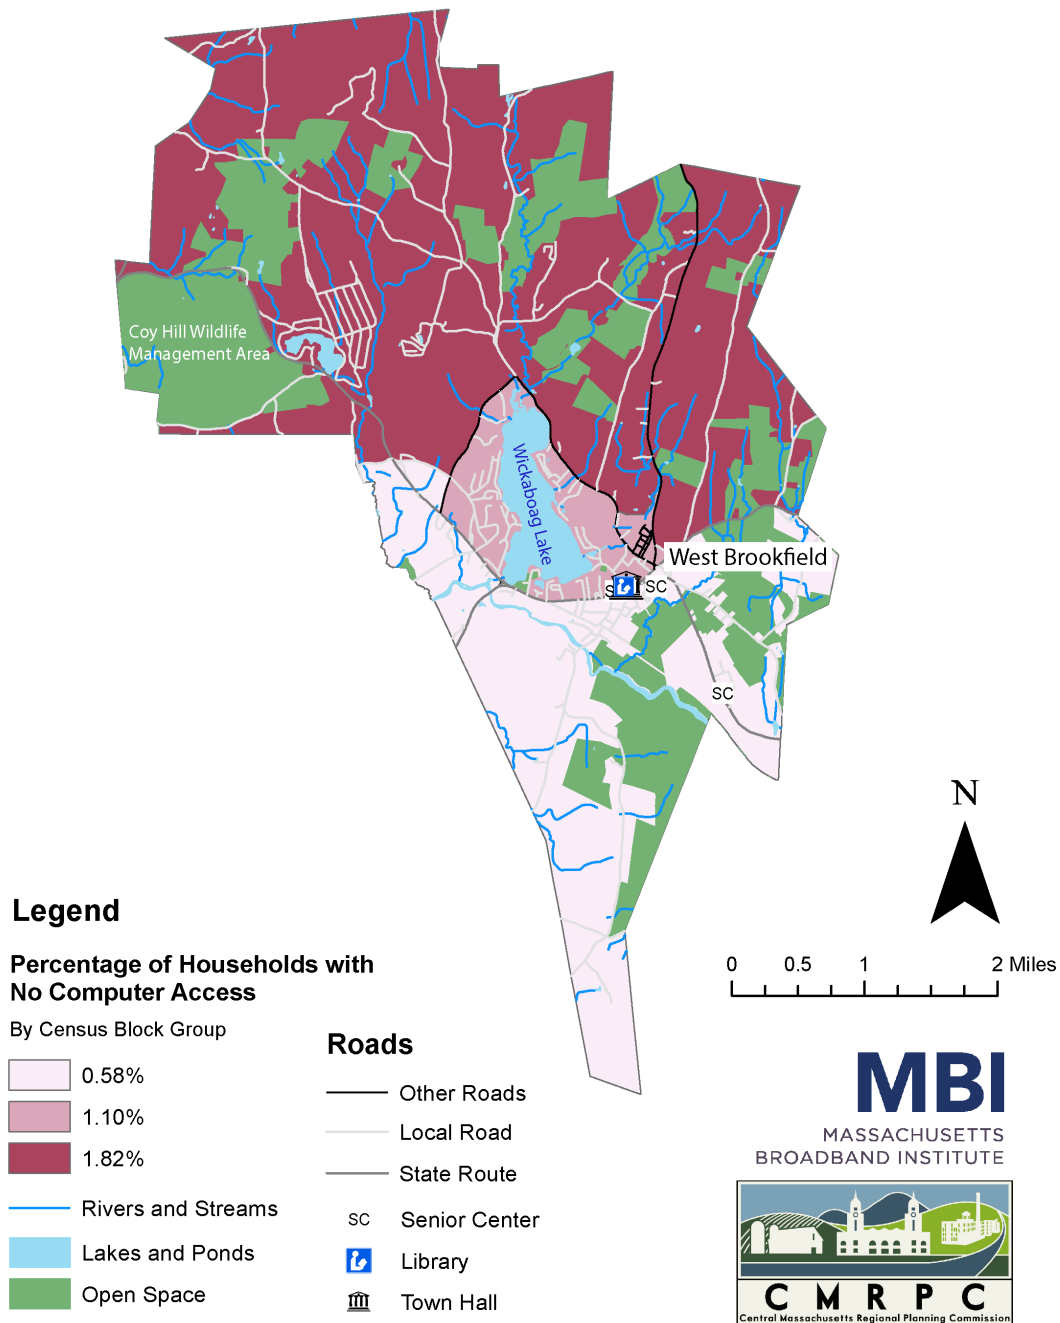 Coy Hill Wildlife
Management Area
Wickaboag Lake
West Brookfield
S
SC
SC
N
0 0.5 1 2 Miles
Legend
Percentage of Households with
No Computer Access
By Census Block Group
0.58%
1.10%
1.82%
Rivers and Streams
Lakes and Ponds
Open Space
Roads
Other Roads
Local Road
State Route
SC Senior Center
Library
Town Hall
MBI
MASSACHUSETTS
BROADBAND INSTITUTE
CMRPC
Central Massachusetts Regional Planning Commission